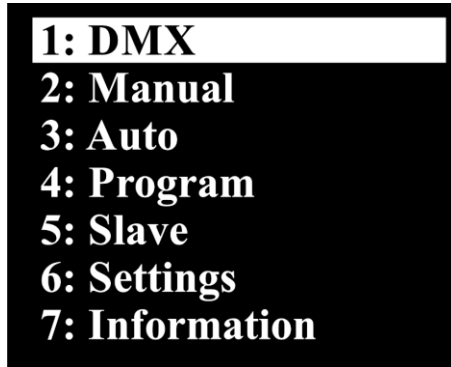 1: DMX
2: Manual
3: Auto
4: Program
5: Slave
6: Settings
7: Information